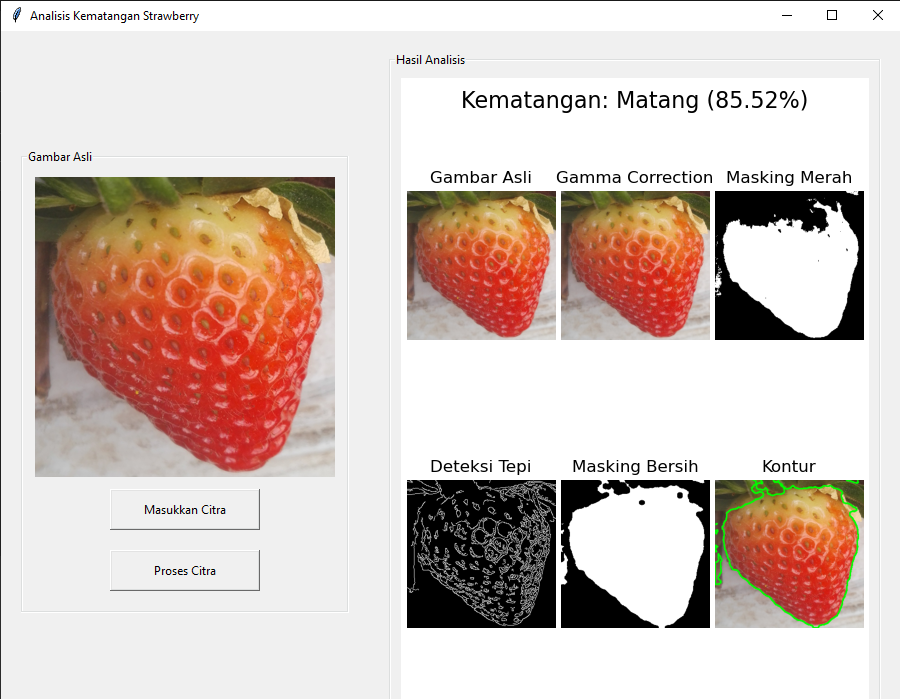 Analisis Kematangan Strawberry
Hasil Analisis
Kematangan: Matang (85.52%)
Gambar Asli
Gambar Asli
Gamma Correction
Masking Merah
Deteksi Tepi
Masking Bersih
Kontur
Masukkan Citra
Proses Citra